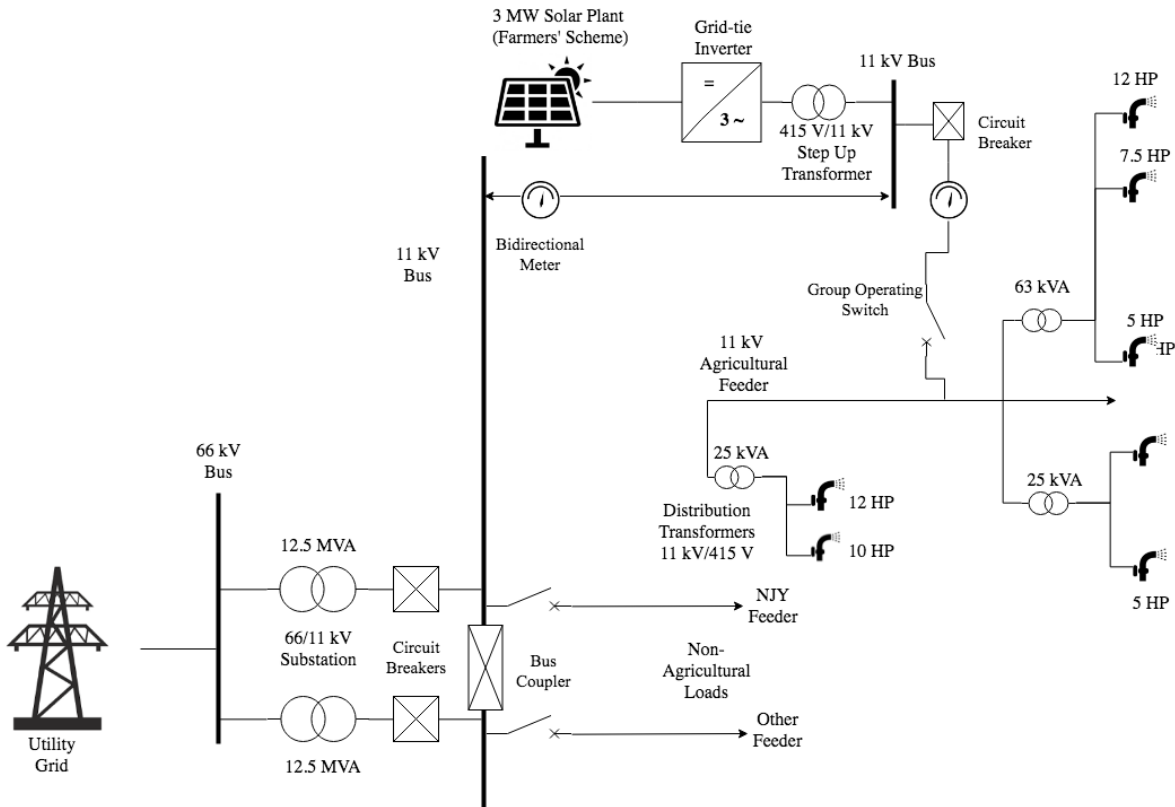 3 MW Solar Plant
(Farmers' Scheme)
Grid-tie
Inverter
=
3 ~
415 V/11 kV
Step Up
Transformer
11 kV Bus
Circuit
Breaker
12 HP
7.5 HP
5 HP
HP
63 kVA
Bidirectional
Meter
11 kV
Bus
Group Operating
Switch
11 kV
Agricultural
Feeder
25 kVA
12 HP
10 HP
Distribution
Transformers
11 kV/415 V
25 kVA
5 HP
66 kV
Bus
12.5 MVA
66/11 kV
Substation
12.5 MVA
Circuit
Breakers
Bus
Coupler
NJY
Feeder
Non-
Agricultural
Loads
Other
Feeder
Utility
Grid